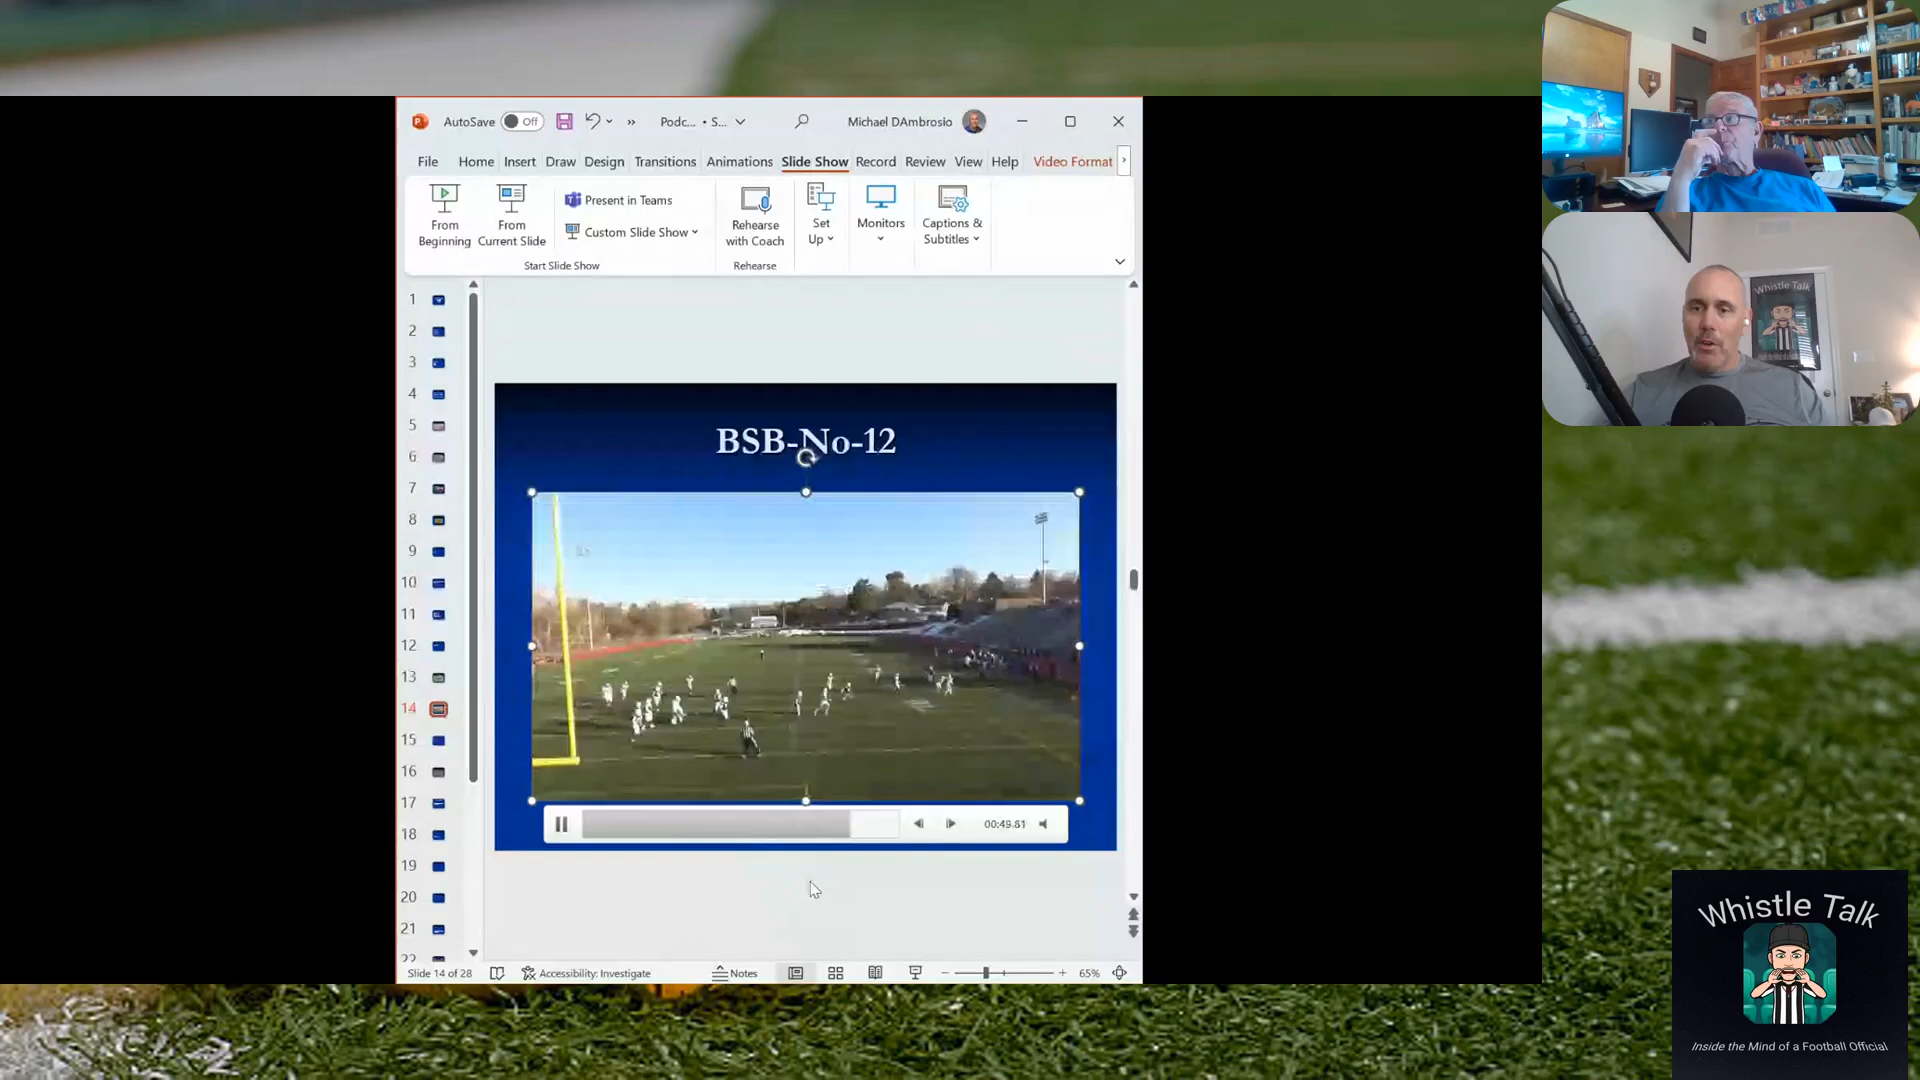 AutoSave Off Podc... • S... Michael DAmbrosio
File Home Insert Draw Design Transitions Animations Slide Show Record Review View Help Video Format
From Beginning
From Current Slide
Present in Teams
Custom Slide Show
Start Slide Show
Rehearse with Coach
Rehearse
Set Up
Monitors
Captions & Subtitles
1
2
3
4
5
6
7
8
9
10
11
12
13
14
15
16
17
18
19
20
21
22
BSB-No-12
00:49.81
Slide 14 of 28 Accessibility: Investigate Notes 65%
Whistle Talk
Whistle Talk
Inside the Mind of a Football Official